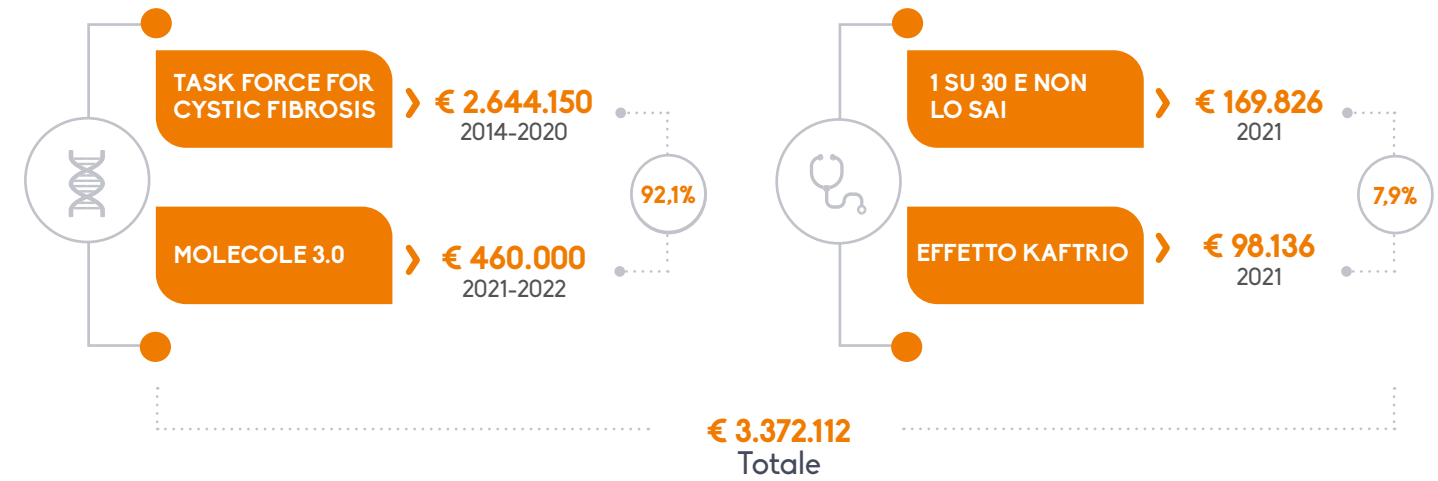 TASK FORCE FOR
CYSTIC FIBROSIS
€ 2.644.150
2014-2020
MOLECOLE 3.0
€ 460.000
2021-2022
92,1%
1 SU 30 E NON
LO SAI
€ 169.826
2021
EFFETTO KAFTRIO
€ 98.136
2021
7,9%
€ 3.372.112
Totale